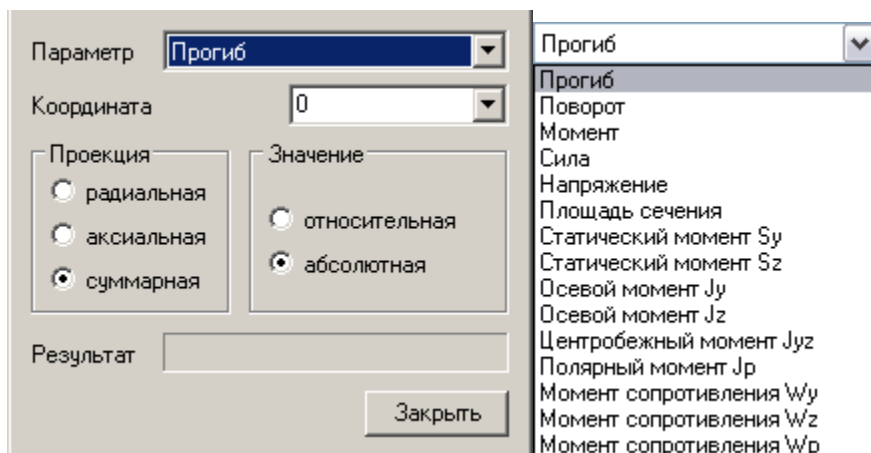 Параметр Прогиб
Координата 0
Проекция
радиальная
аксиальная
суммарная
Значение
относительная
абсолютная
Результат
Закрыть
Прогиб
Прогиб
Поворот
Момент
Сила
Напряжение
Площадь сечения
Статический момент Sy
Статический момент Sz
Осевой момент Jy
Осевой момент Jz
Центробежный момент Jyz
Полярный момент Jp
Момент сопротивления Wy
Момент сопротивления Wz
Момент сопротивления Wp